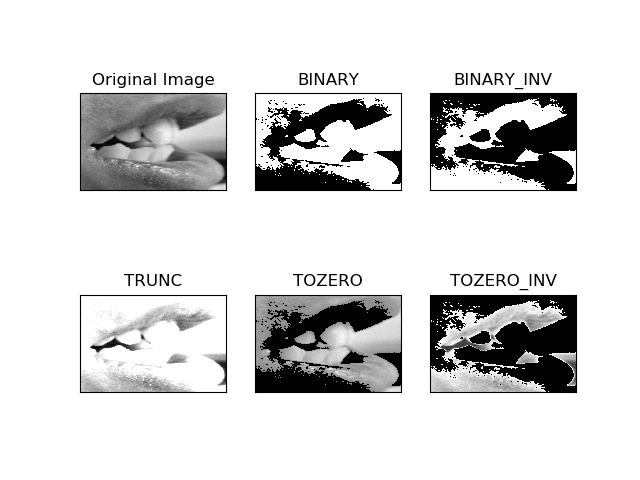 Original Image
BINARY
BINARY_INV
TRUNC
TOZERO
TOZERO_INV